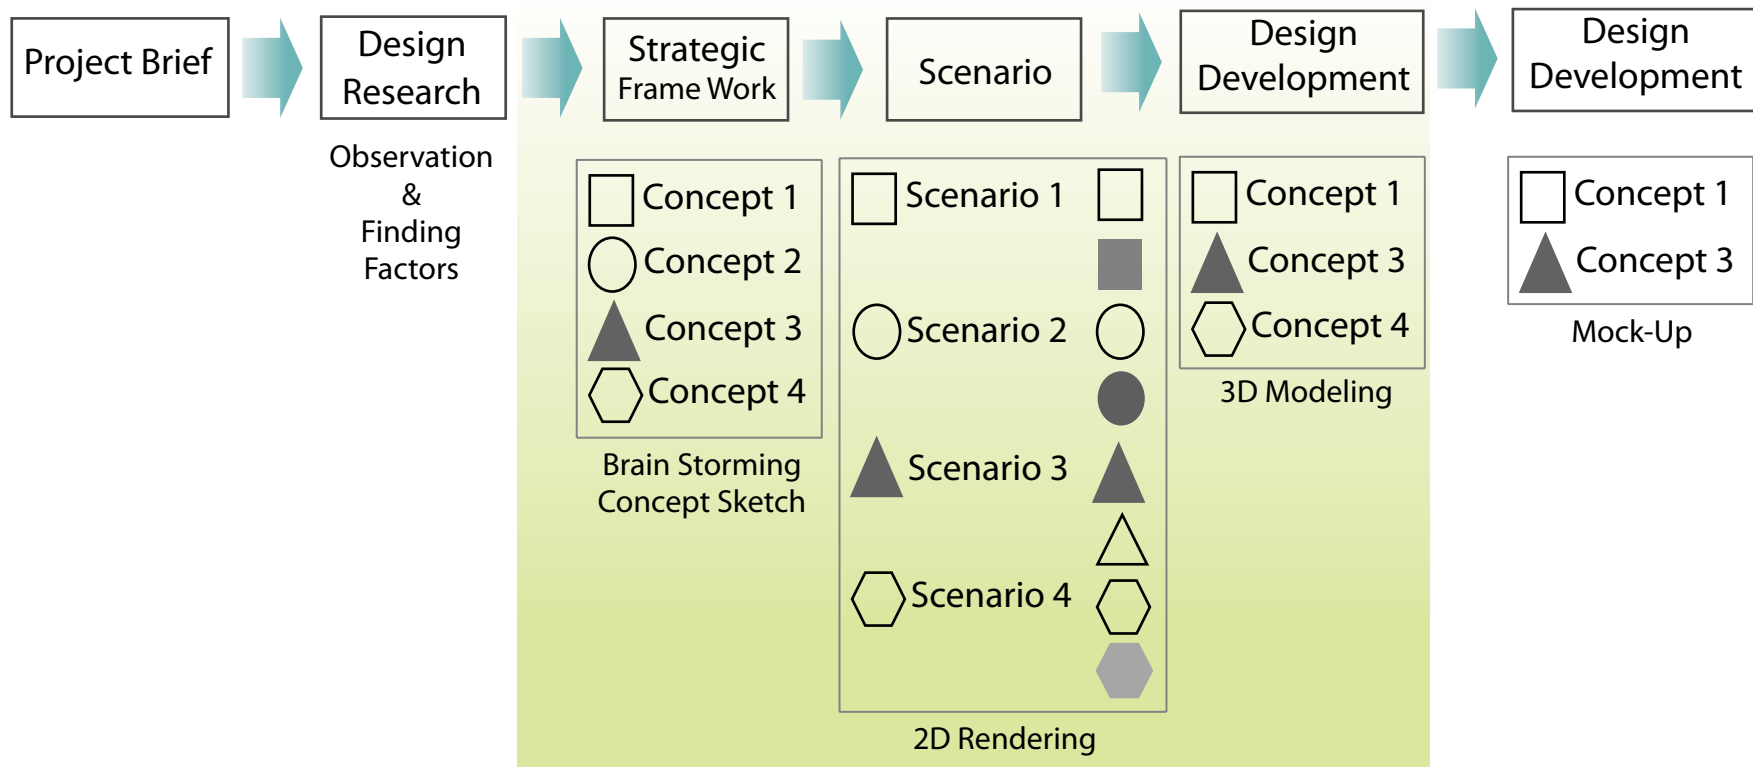 Project Brief
Design
Research
Strategic
Frame Work
Scenario
Design
Development
Design
Development
Observation
&
Finding
Factors
Concept 1
Concept 2
Concept 3
Concept 4
Brain Storming
Concept Sketch
Scenario 1
Scenario 2
Scenario 3
Scenario 4
2D Rendering
Concept 1
Concept 3
Concept 4
3D Modeling
Concept 1
Concept 3
Mock-Up